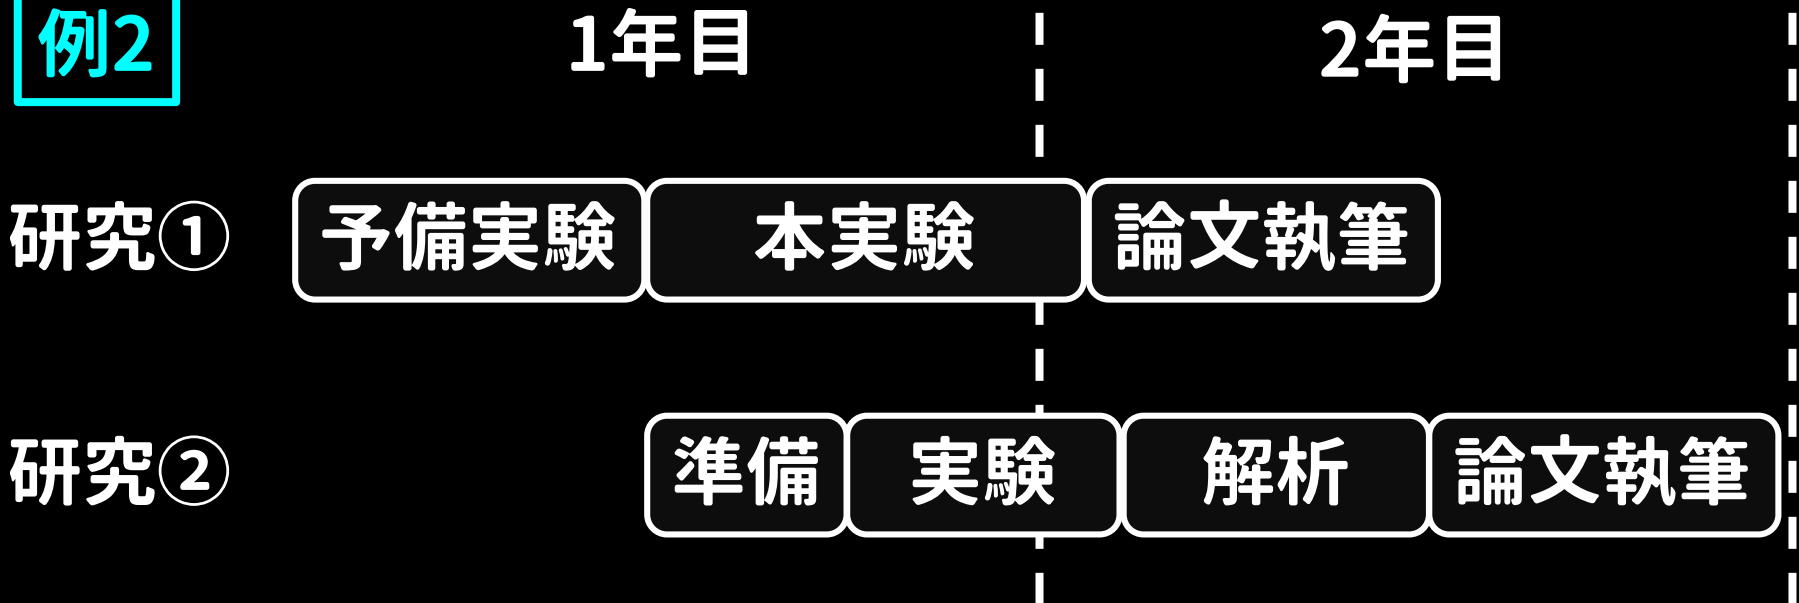 例2
1年目 2年目
研究① 予備実験 本実験 論文執筆
研究② 準備 実験 解析 論文執筆